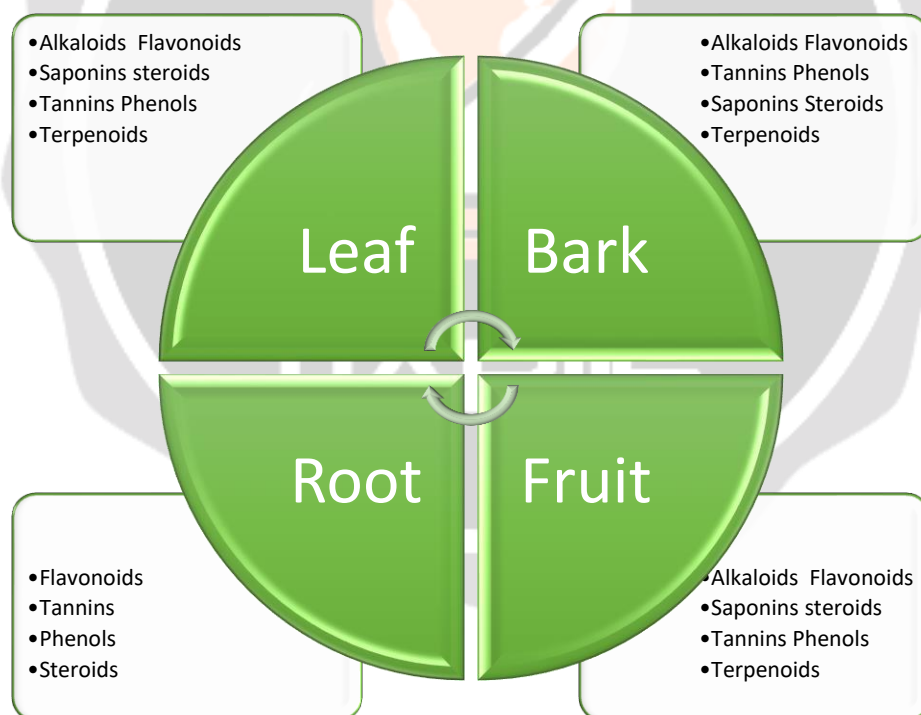 •Alkaloids Flavonoids
•Saponins steroids
•Tannins Phenols
•Terpenoids
•Alkaloids Flavonoids
•Tannins Phenols
•Saponins Steroids
•Terpenoids
Leaf
Bark
Root
Fruit
•Flavonoids
•Tannins
•Phenols
•Steroids
•Alkaloids Flavonoids
•Saponins steroids
•Tannins Phenols
•Terpenoids